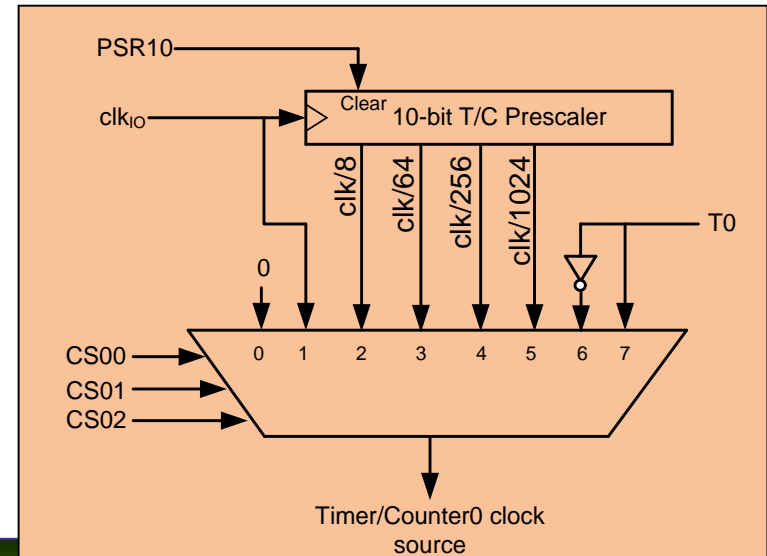 PSR10
Clear
clk_IO
10-bit T/C Prescaler
clk/8
clk/64
clk/256
clk/1024
T0
0
0 1 2 3 4 5 6 7
CS00
CS01
CS02
Timer/Counter0 clock
source